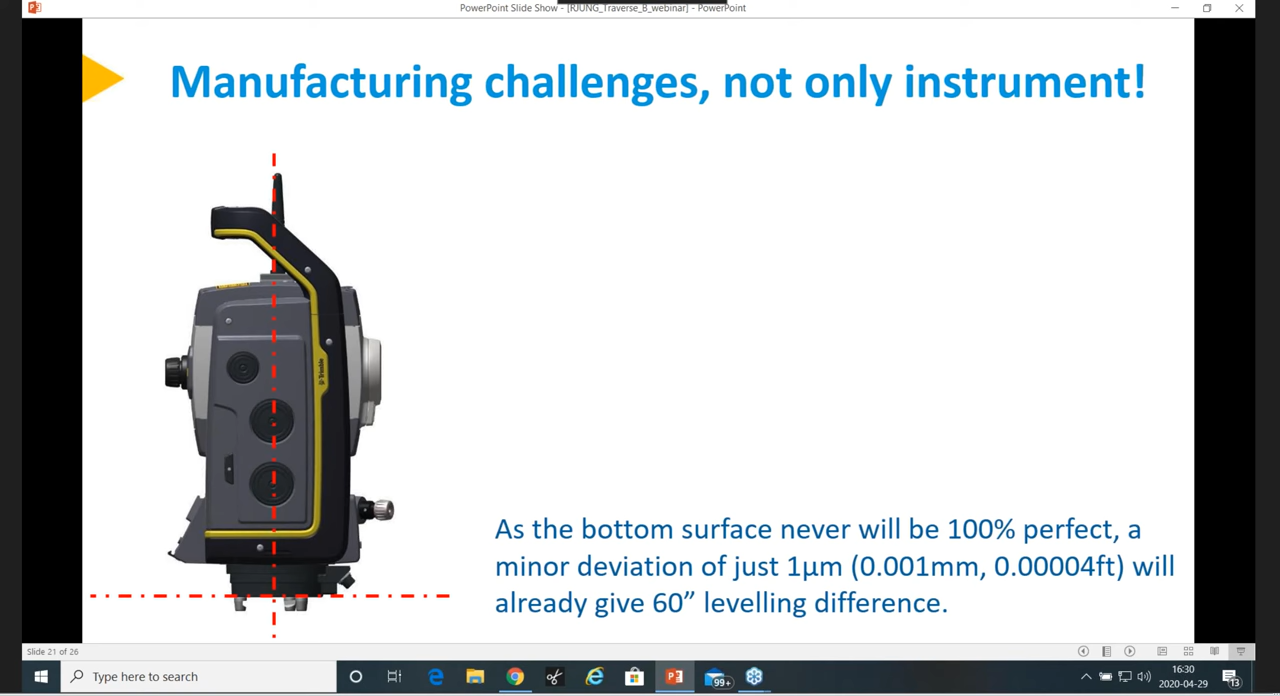 PowerPoint Slide Show - [RJUNG_Traverse_B_webinar] - PowerPoint
Manufacturing challenges, not only instrument!
Trimble
As the bottom surface never will be 100% perfect, a
minor deviation of just 1µm (0.001mm, 0.00004ft) will
already give 60” levelling difference.
Slide 21 of 26
Type here to search
99+
16:30
2020-04-29
13